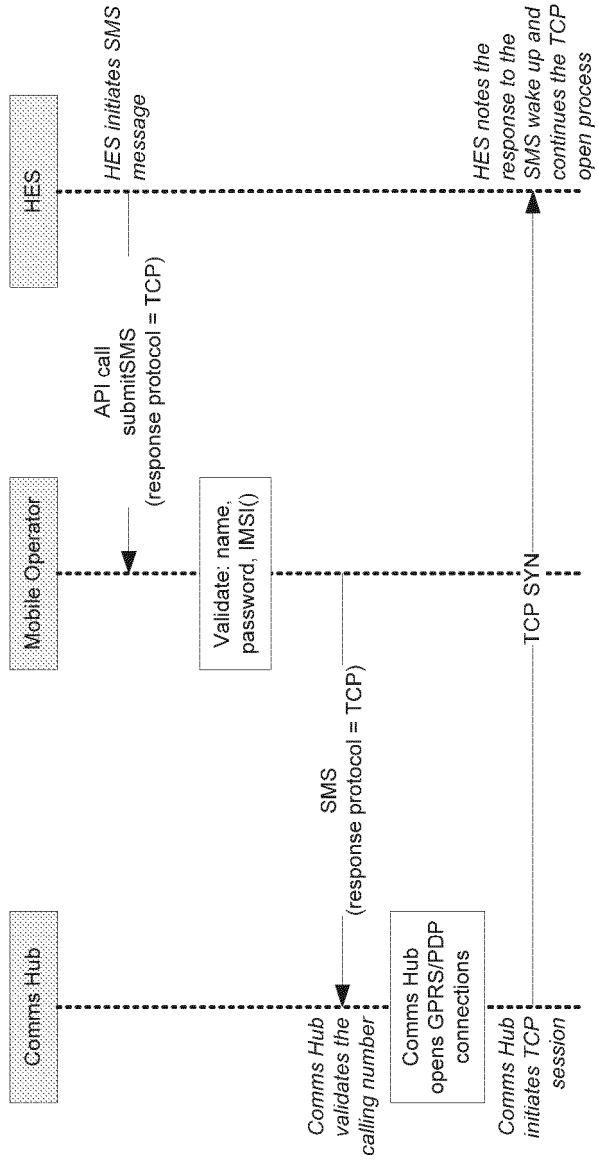 Comms Hub
Mobile Operator
HES
HES initiates SMS
message
API call
submitSMS
(response protocol = TCP)
Validate: name,
password, IMSI()
SMS
(response protocol = TCP)
Comms Hub
validates the
calling number
Comms Hub
opens GPRS/PDP
connections
Comms Hub
initiates TCP
session
TCP SYN
HES notes the
response to the
SMS wake up and
continues the TCP
open process